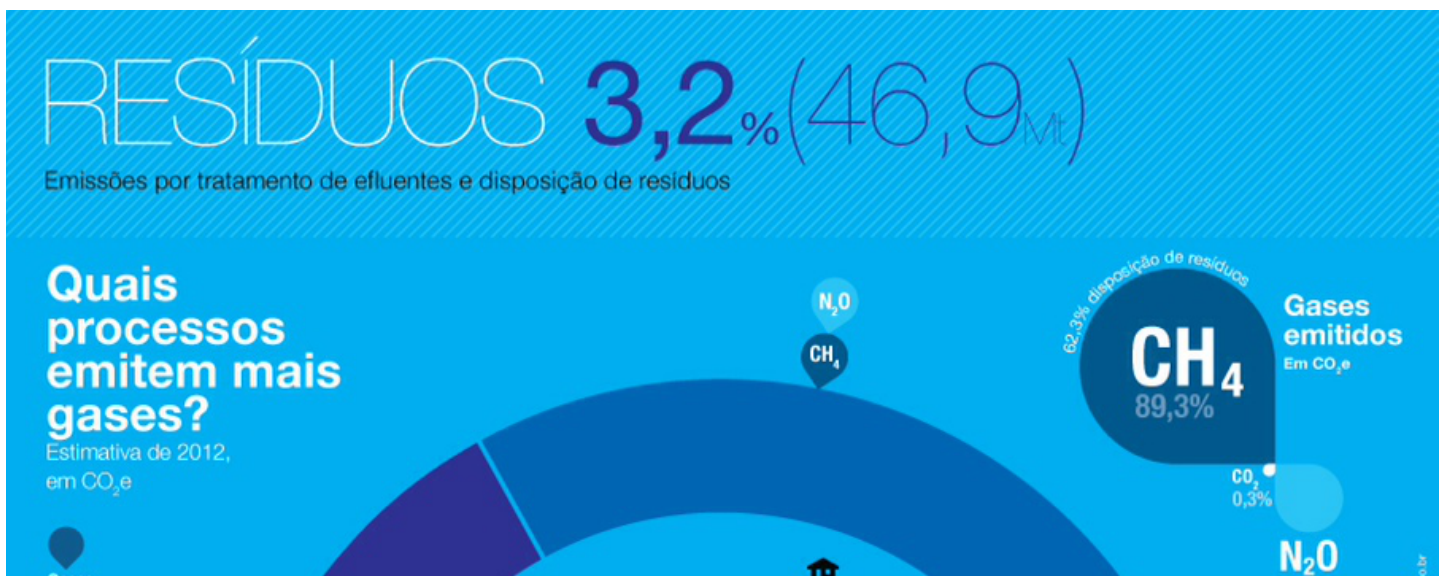 RESÍDUOS 3,2% (46,9Mt)
Emissões por tratamento de efluentes e disposição de resíduos
Quais
processos
emitem mais
gases?
Estimativa de 2012,
em CO₂e
N₂O
CH₄
62,3% disposição de resíduos
CH₄
89,3%
Gases
emitidos
Em CO₂e
CO₂
0,3%
N₂O
o.br